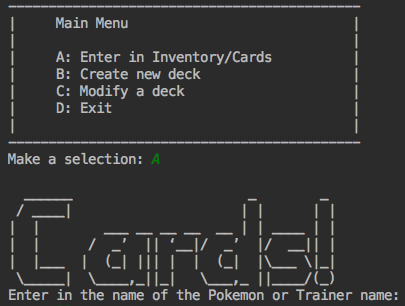 Main Menu
A: Enter in Inventory/Cards
B: Create new deck
C: Modify a deck
D: Exit
Make a selection: A
Cards!
Enter in the name of the Pokemon or Trainer name: